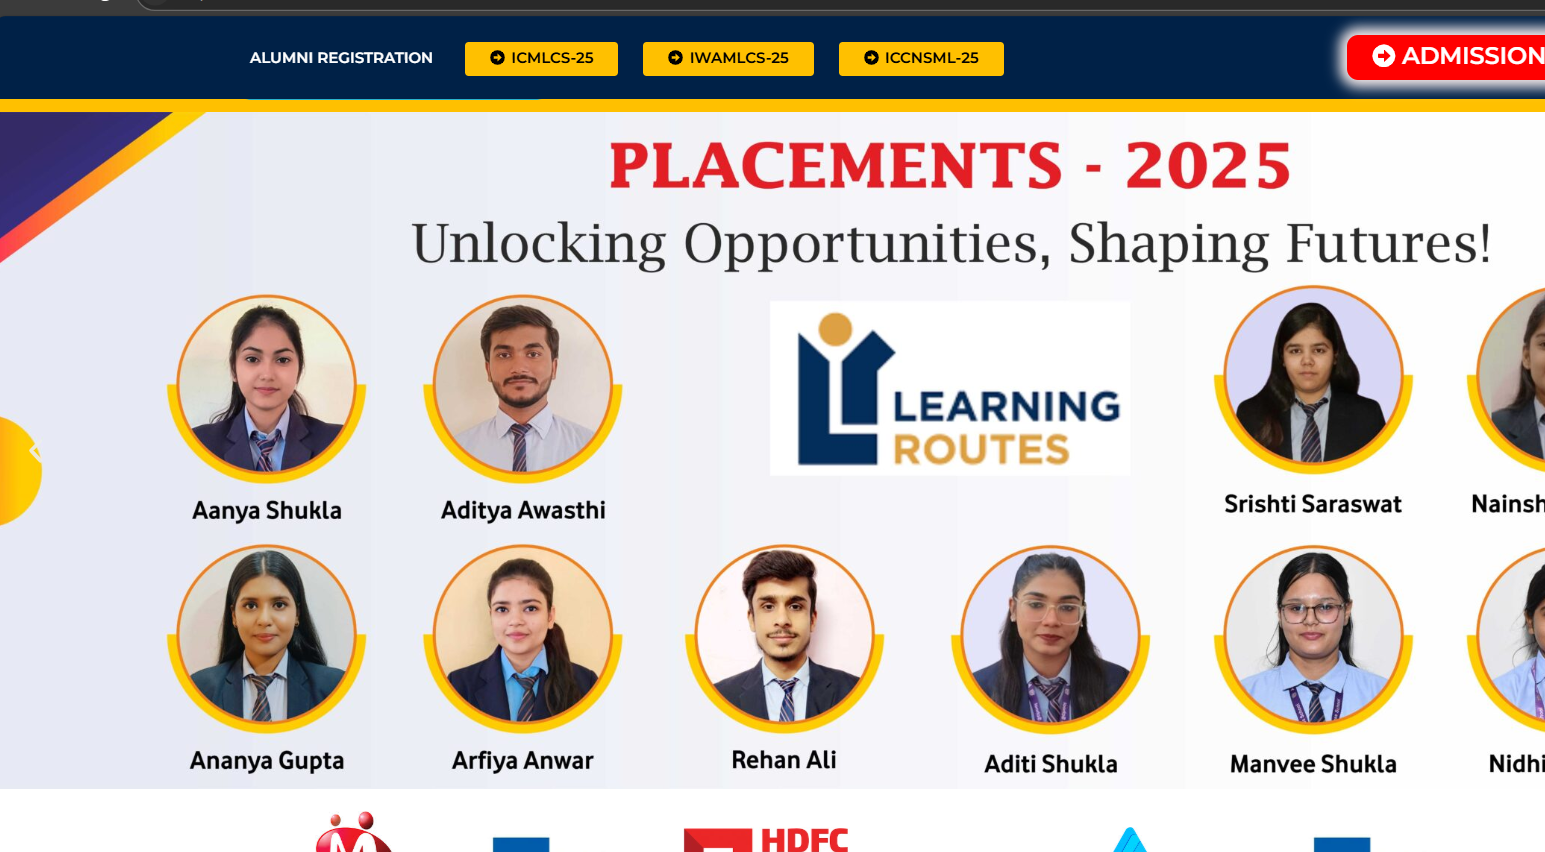 ALUMNI REGISTRATION
ICMLCS-25
IWAMLCS-25
ICCNSML-25
ADMISSION
PLACEMENTS - 2025
Unlocking Opportunities, Shaping Futures!
LEARNING
ROUTES
Aanya Shukla
Aditya Awasthi
Srishti Saraswat
Nainsh
Ananya Gupta
Arfiya Anwar
Rehan Ali
Aditi Shukla
Manvee Shukla
Nidhi
HDFC